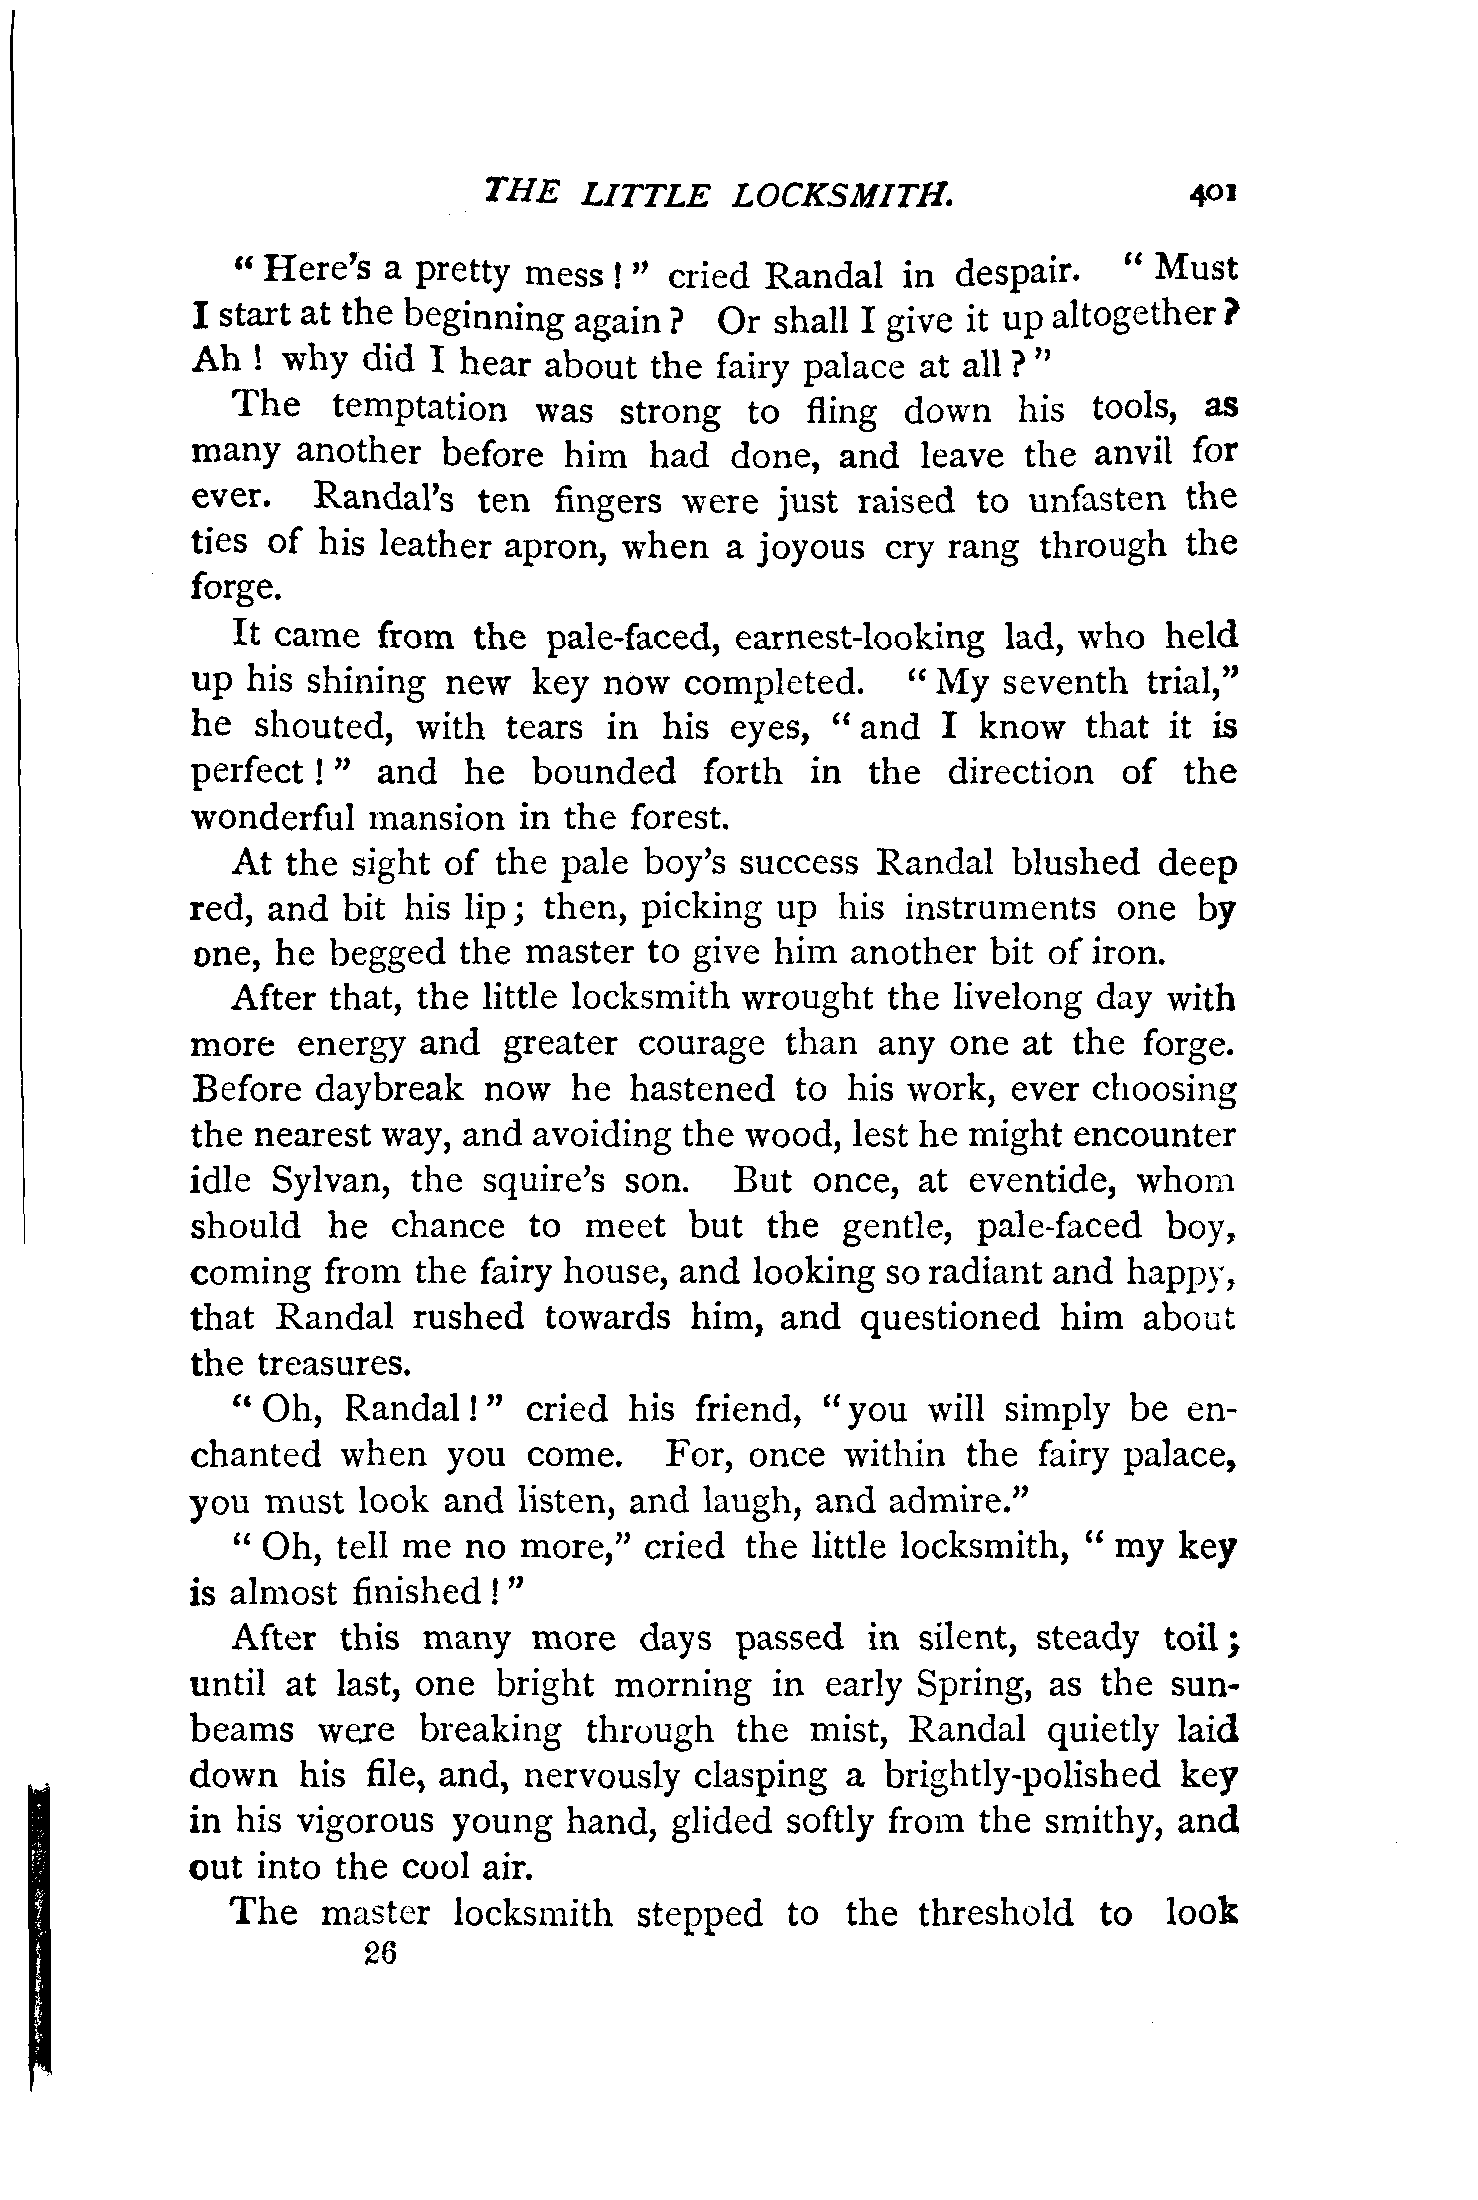 THE LITTLE LOCKSMITH. 401
“Here’s a pretty mess!” cried Randal in despair. “Must
I start at the beginning again? Or shall I give it up altogether?
Ah! why did I hear about the fairy palace at all?”
The temptation was strong to fling down his tools, as
many another before him had done, and leave the anvil for
ever. Randal’s ten fingers were just raised to unfasten the
ties of his leather apron, when a joyous cry rang through the
forge.
It came from the pale-faced, earnest-looking lad, who held
up his shining new key now completed. “My seventh trial,”
he shouted, with tears in his eyes, “and I know that it is
perfect!” and he bounded forth in the direction of the
wonderful mansion in the forest.
At the sight of the pale boy’s success Randal blushed deep
red, and bit his lip; then, picking up his instruments one by
one, he begged the master to give him another bit of iron.
After that, the little locksmith wrought the livelong day with
more energy and greater courage than any one at the forge.
Before daybreak now he hastened to his work, ever choosing
the nearest way, and avoiding the wood, lest he might encounter
idle Sylvan, the squire’s son. But once, at eventide, whom
should he chance to meet but the gentle, pale-faced boy,
coming from the fairy house, and looking so radiant and happy,
that Randal rushed towards him, and questioned him about
the treasures.
“Oh, Randal!” cried his friend, “you will simply be en-
chanted when you come. For, once within the fairy palace,
you must look and listen, and laugh, and admire.”
“Oh, tell me no more,” cried the little locksmith, “my key
is almost finished!”
After this many more days passed in silent, steady toil;
until at last, one bright morning in early Spring, as the sun-
beams were breaking through the mist, Randal quietly laid
down his file, and, nervously clasping a brightly-polished key
in his vigorous young hand, glided softly from the smithy, and
out into the cool air.
The master locksmith stepped to the threshold to look
26